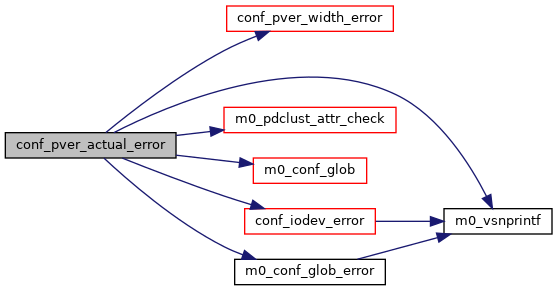 conf_pver_width_error
m0_pdclust_attr_check
conf_pver_actual_error
m0_conf_glob
conf_iodev_error
m0_vsnprintf
m0_conf_glob_error